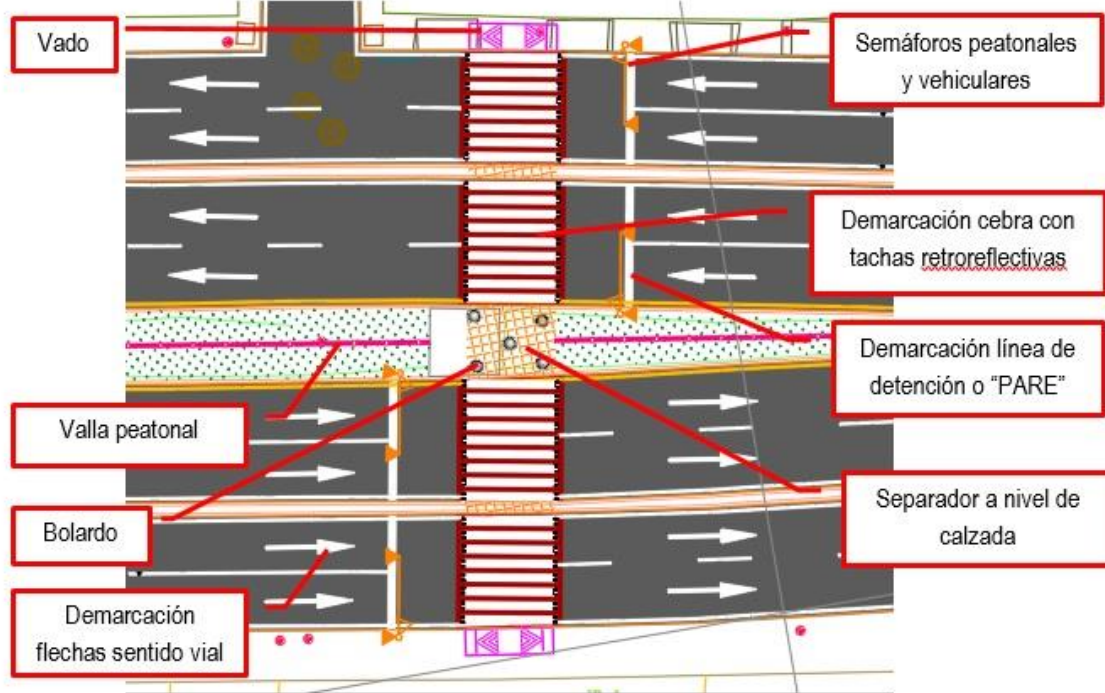 Vado
Semáforos peatonales
y vehiculares
Demarcación cebra con
tachas retroreflectivas
Demarcación línea de
detención o “PARE”
Valla peatonal
Separador a nivel de
calzada
Bolardo
Demarcación
flechas sentido vial